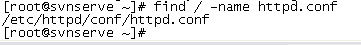 [root@svnserve ~]# find / -name httpd.conf
/etc/httpd/conf/httpd.conf
[root@svnserve ~]#